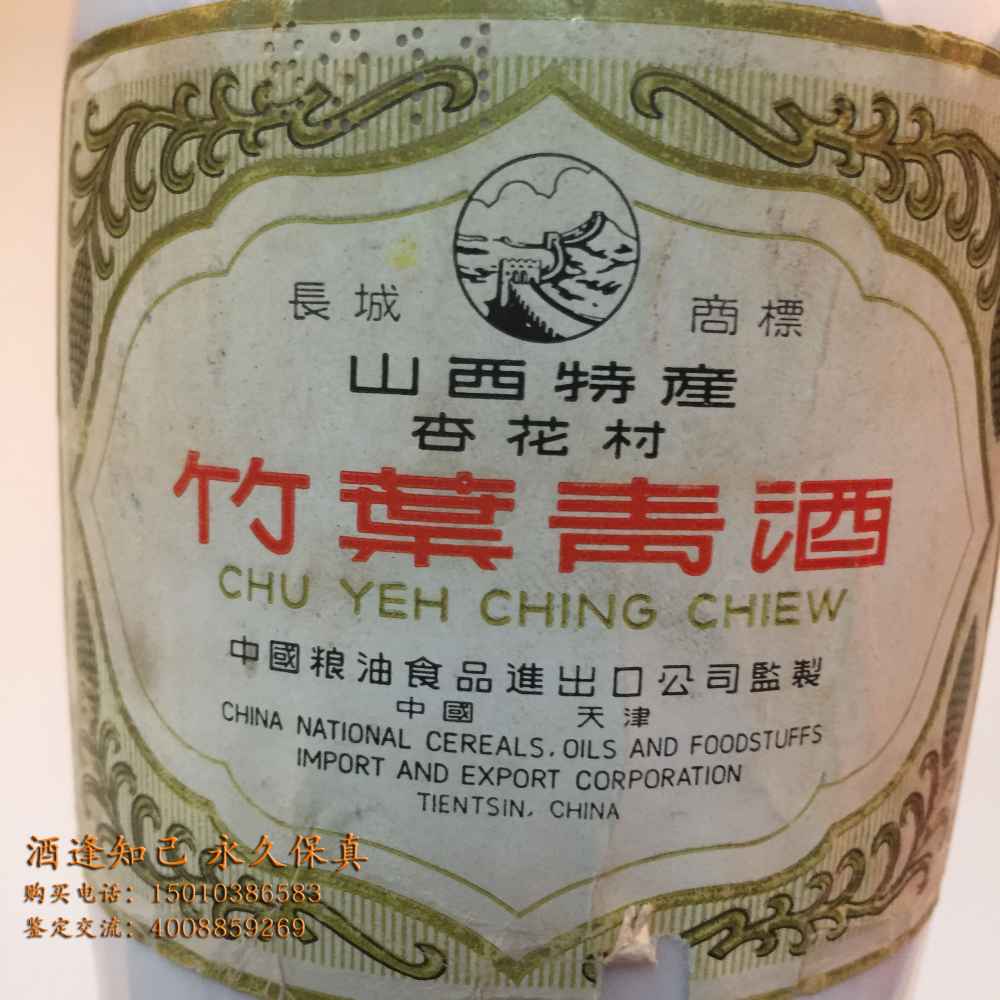 長城 商標
山西特產
杏花村
竹葉青酒
CHU YEH CHING CHIEW
中國粮油食品進出口公司監製
中國 天津
CHINA NATIONAL CEREALS, OILS AND FOODSTUFFS
IMPORT AND EXPORT CORPORATION
TIENTSIN, CHINA
酒逢知己 永久保真
购买电话：15010386583
鉴定交流：4008859269